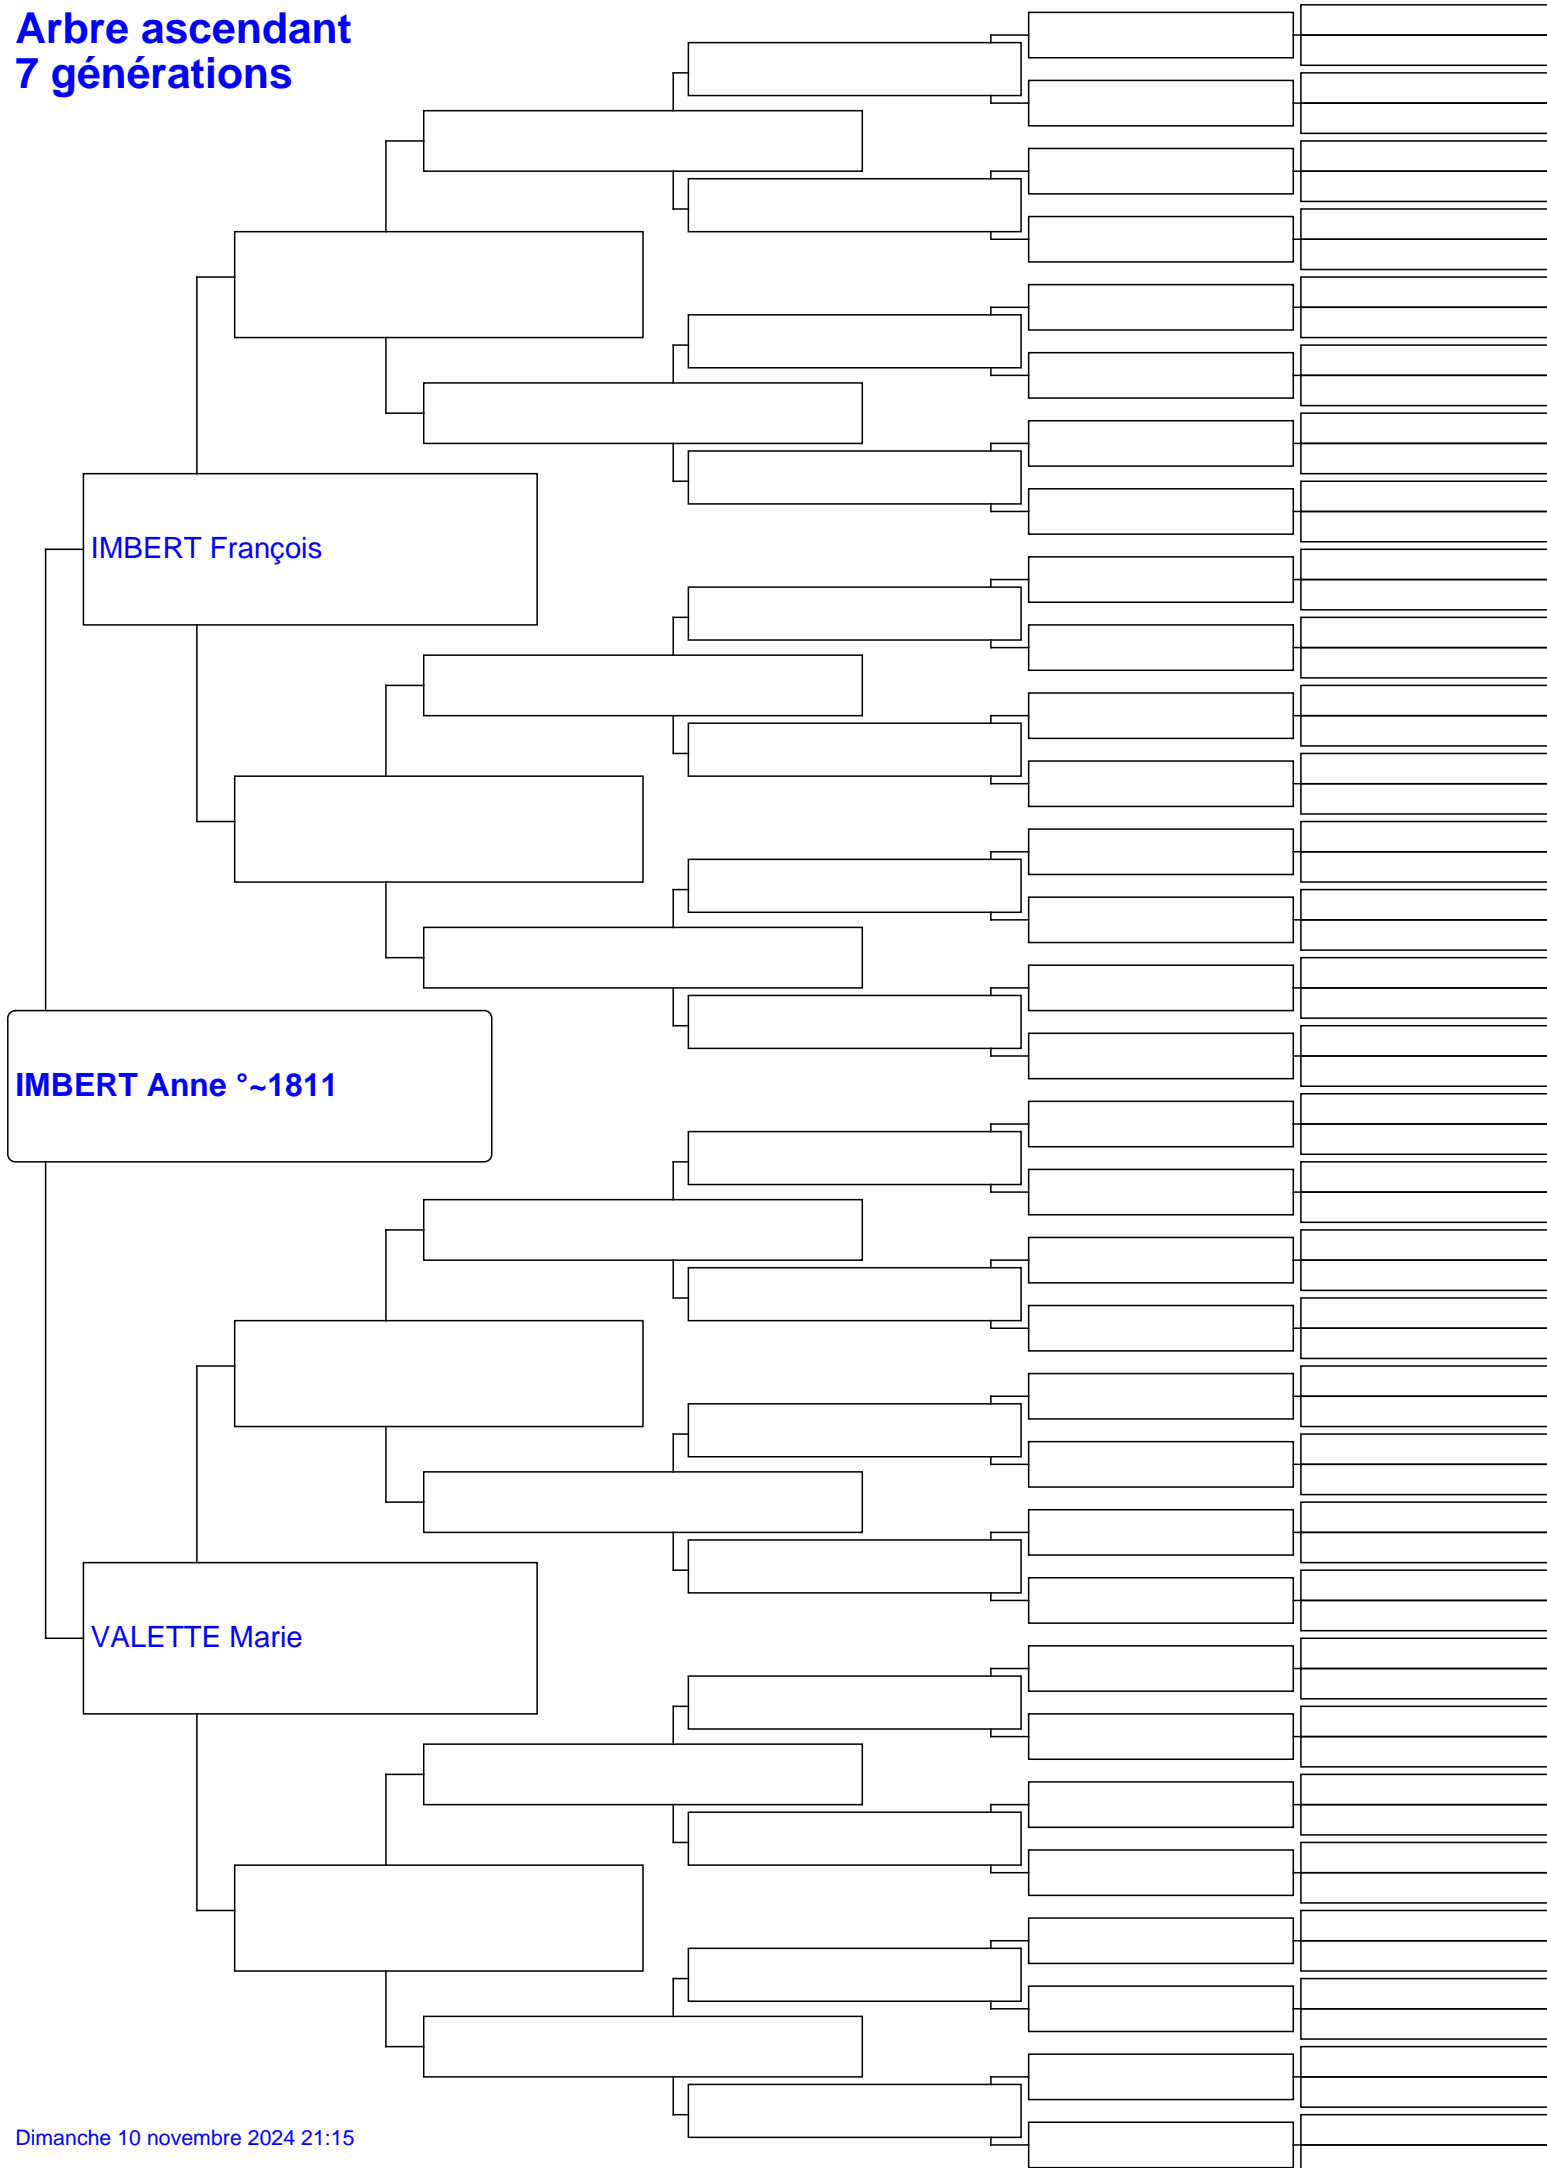 Arbre ascendant
7 générations
IMBERT François
IMBERT Anne °~1811
VALETTE Marie
Dimanche 10 novembre 2024 21:15